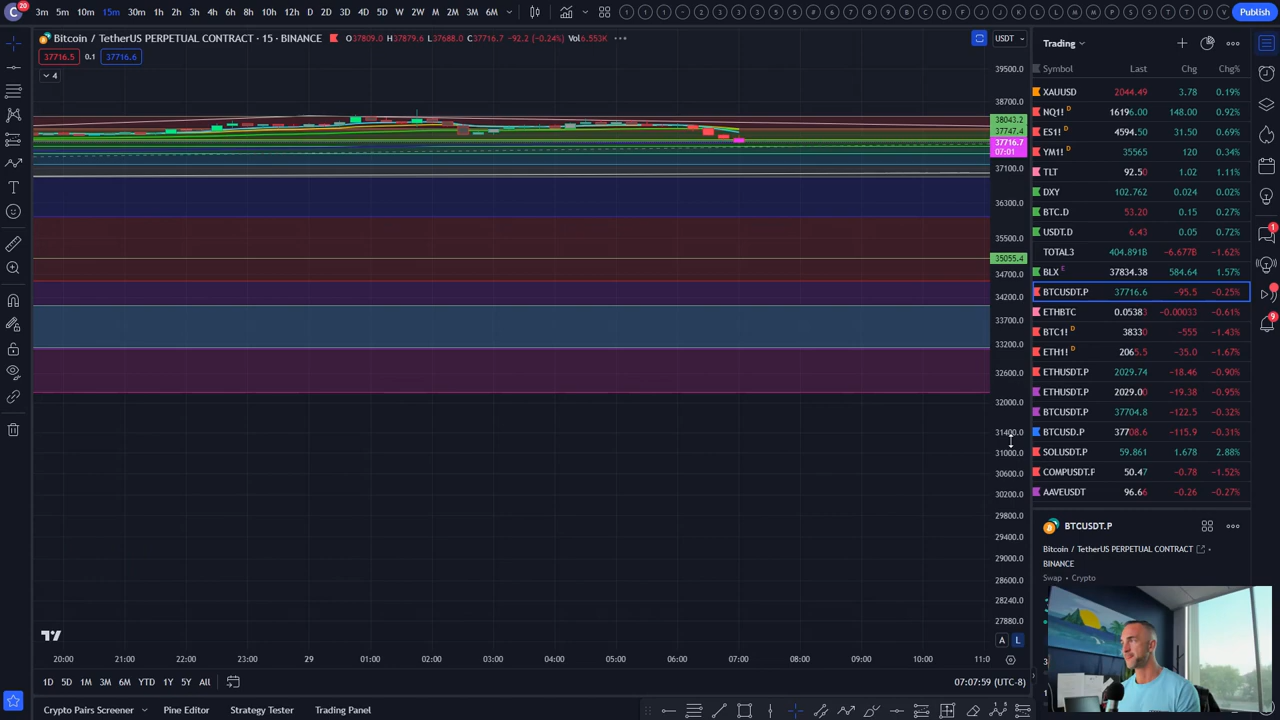 C 20 3m 5m 10m 15m 30m 1h 2h 3h 4h 6h 8h 10h 12h D 2D 3D 4D 5D W 2W M 2M 3M 6M Publish
Bitcoin / TetherUS PERPETUAL CONTRACT · 15 · BINANCE O37809.0 H37879.6 L37688.0 C37716.7 −92.2 (−0.24%) Vol6.553K USDT
37716.5 0.1 37716.6
4
39500.0
38700.0
38043.2
37747.4
37716.7
07:01
37100.0
36300.0
35500.0
35055.4
34700.0
34200.0
33700.0
33200.0
32600.0
32000.0
31400.0
31000.0
30600.0
30200.0
29800.0
29400.0
29000.0
28600.0
28240.0
27880.0
A L
20:00 21:00 22:00 23:00 29 01:00 02:00 03:00 04:00 05:00 06:00 07:00 08:00 09:00 10:00 11:0
1D 5D 1M 3M 6M YTD 1Y 5Y All 07:07:59 (UTC-8)
Crypto Pairs Screener Pine Editor Strategy Tester Trading Panel
Trading
Symbol Last Chg Chg%
XAUUSD 2044.49 3.78 0.19%
NQ1! D 16196.00 148.00 0.92%
ES1! D 4594.50 31.50 0.69%
YM1! D 35565 120 0.34%
TLT 92.50 1.02 1.11%
DXY 102.762 0.024 0.02%
BTC.D 53.20 0.15 0.27%
USDT.D 6.43 0.05 0.72%
TOTAL3 404.891B −6.677B −1.62%
BLX E 37834.38 584.64 1.57%
BTCUSDT.P 37716.6 −95.5 −0.25%
ETHBTC 0.05383 −0.00033 −0.61%
BTC1! D 38330 −555 −1.43%
ETH1! D 2065.5 −35.0 −1.67%
ETHUSDT.P 2029.74 −18.46 −0.90%
ETHUSDT.P 2029.00 −19.38 −0.95%
BTCUSDT.P 37704.8 −122.5 −0.32%
BTCUSD.P 37708.6 −115.9 −0.31%
SOLUSDT.P 59.861 1.678 2.88%
COMPUSDT.P 50.47 −0.78 −1.52%
AAVEUSDT 96.66 −0.26 −0.27%
BTCUSDT.P
Bitcoin / TetherUS PERPETUAL CONTRACT ·
BINANCE
Swap • Crypto
1
9